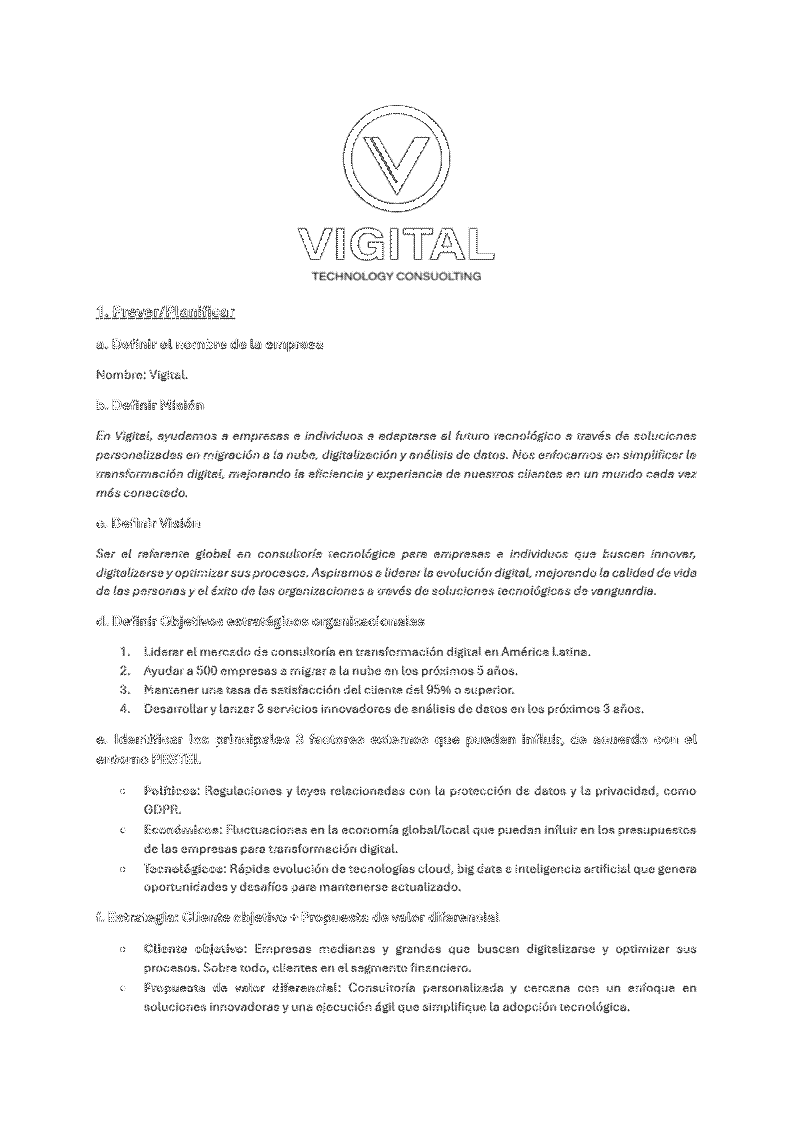 VIGITAL
TECHNOLOGY CONSUOLTING
1. Prever/Planificar
a. Definir el nombre de la empresa
Nombre: Vigital.
b. Definir Misión
En Vigital, ayudamos a empresas e individuos a adaptarse al futuro tecnológico a través de soluciones
personalizadas en migración a la nube, digitalización y análisis de datos. Nos enfocamos en simplificar la
transformación digital, mejorando la eficiencia y experiencia de nuestros clientes en un mundo cada vez
más conectado.
c. Definir Visión
Ser el referente global en consultoría tecnológica para empresas e individuos que buscan innovar,
digitalizarse y optimizar sus procesos. Aspiramos a liderar la evolución digital, mejorando la calidad de vida
de las personas y el éxito de las organizaciones a través de soluciones tecnológicas de vanguardia.
d. Definir Objetivos estratégicos organizacionales
1. Liderar el mercado de consultoría en transformación digital en América Latina.
2. Ayudar a 500 empresas a migrar a la nube en los próximos 5 años.
3. Mantener una tasa de satisfacción del cliente del 95% o superior.
4. Desarrollar y lanzar 3 servicios innovadores de análisis de datos en los próximos 3 años.
e. Identificar los principales 3 factores externos que puedan influir, de acuerdo con el
entorno PESTEL
○ Políticos: Regulaciones y leyes relacionadas con la protección de datos y la privacidad, como
GDPR.
○ Económicos: Fluctuaciones en la economía global/local que puedan influir en los presupuestos
de las empresas para transformación digital.
○ Tecnológicos: Rápida evolución de tecnologías cloud, big data e inteligencia artificial que genera
oportunidades y desafíos para mantenerse actualizado.
f. Estrategia: Cliente objetivo + Propuesta de valor diferencial
○ Cliente objetivo: Empresas medianas y grandes que buscan digitalizarse y optimizar sus
procesos. Sobre todo, clientes en el segmento financiero.
○ Propuesta de valor diferencial: Consultoría personalizada y cercana con un enfoque en
soluciones innovadoras y una ejecución ágil que simplifique la adopción tecnológica.